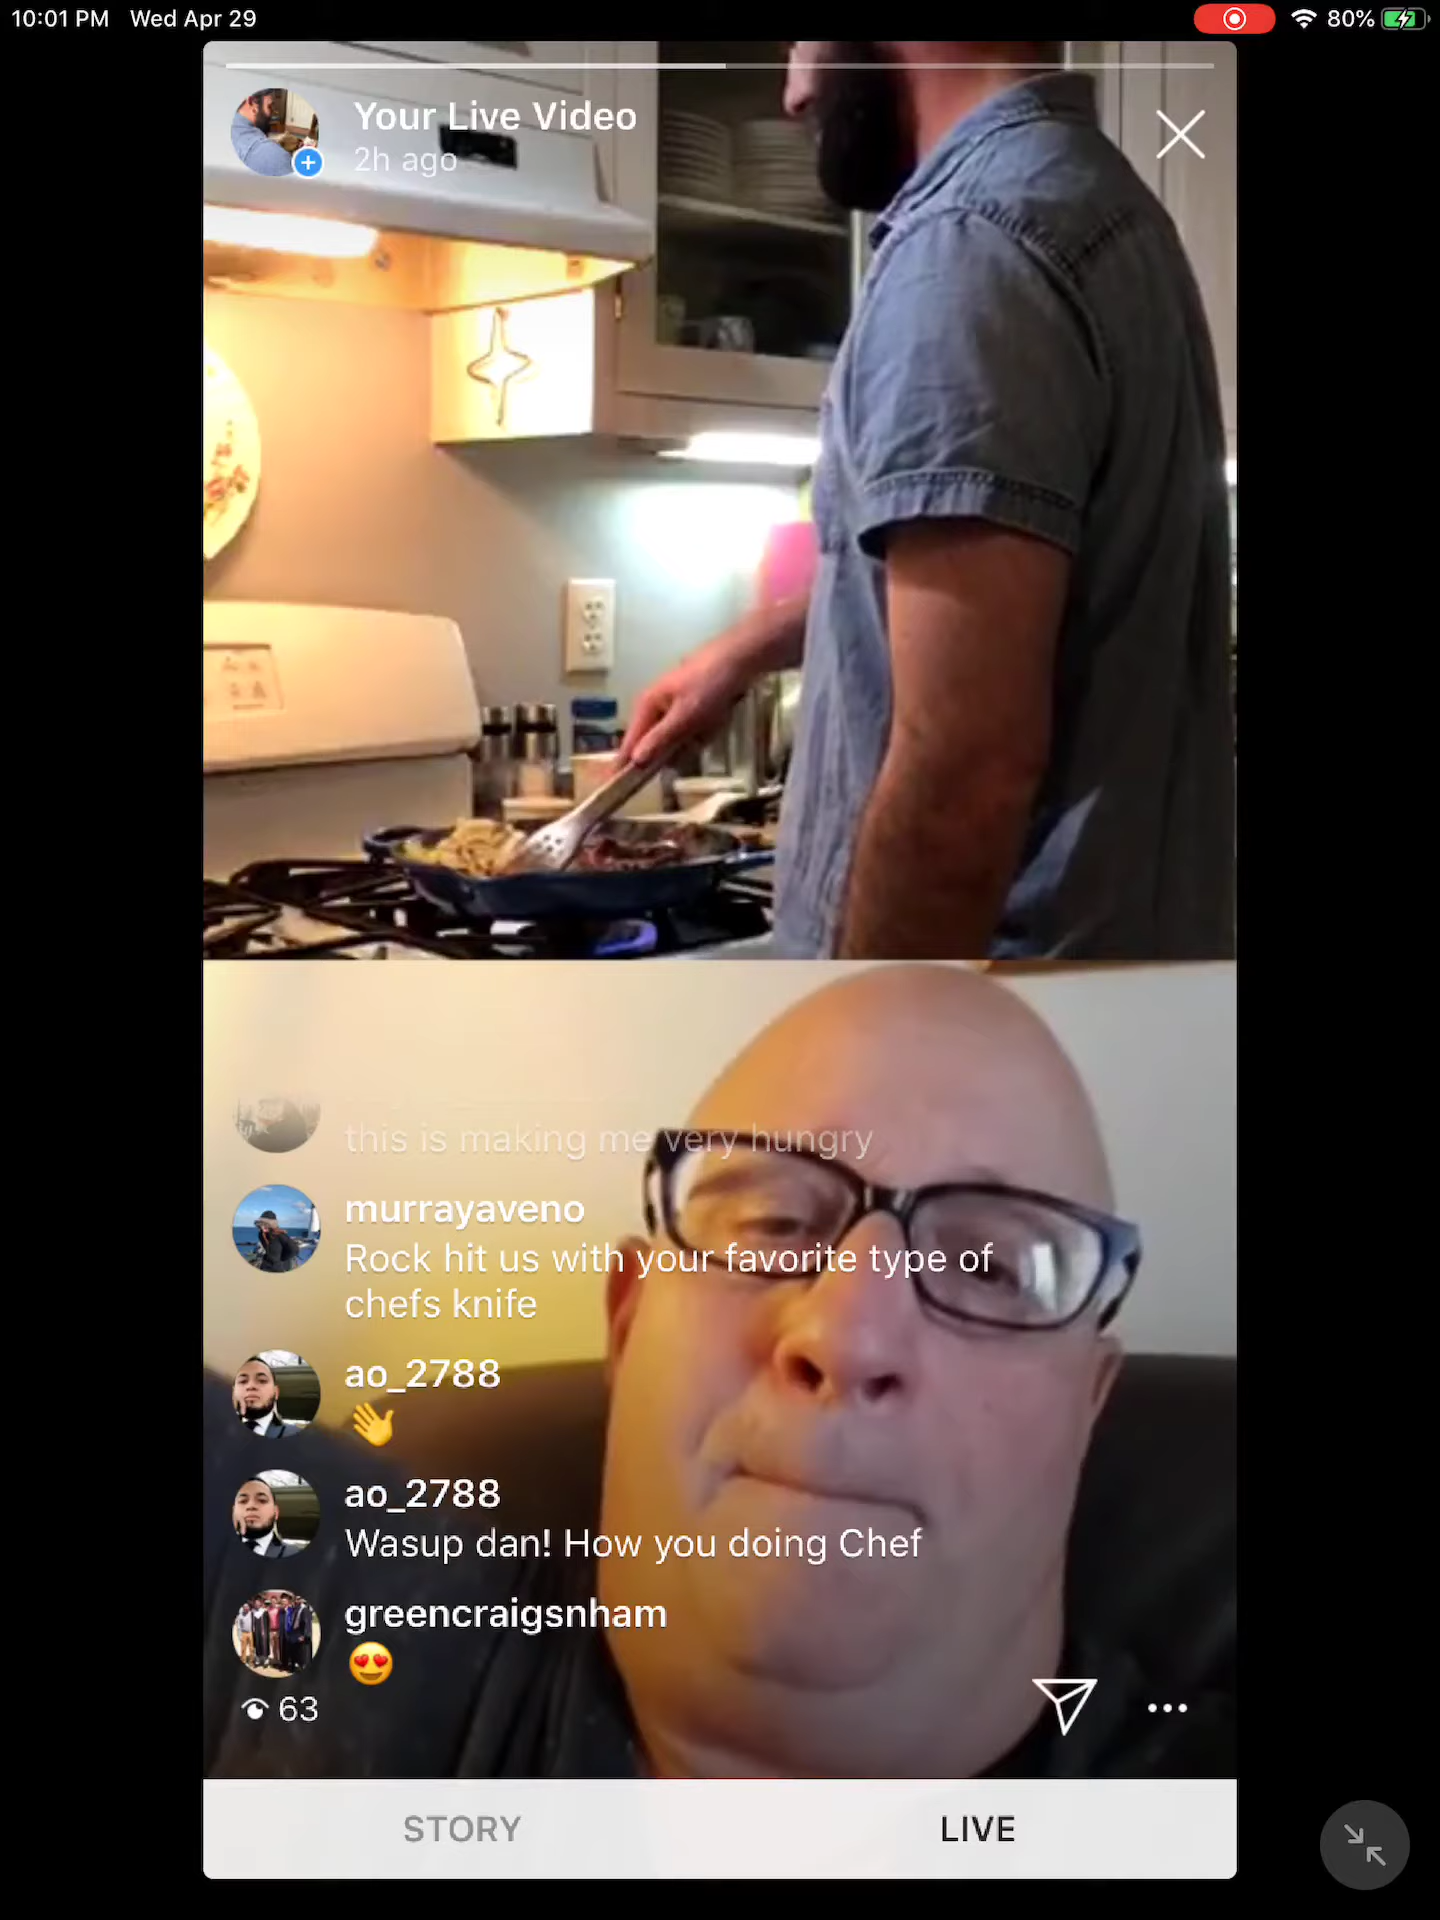 10:01 PM Wed Apr 29
80%
Your Live Video
2h ago
this is making me very hungry
murrayaveno
Rock hit us with your favorite type of
chefs knife
ao_2788
👋
ao_2788
Wasup dan! How you doing Chef
greencraigsnham
😍
63
STORY
LIVE